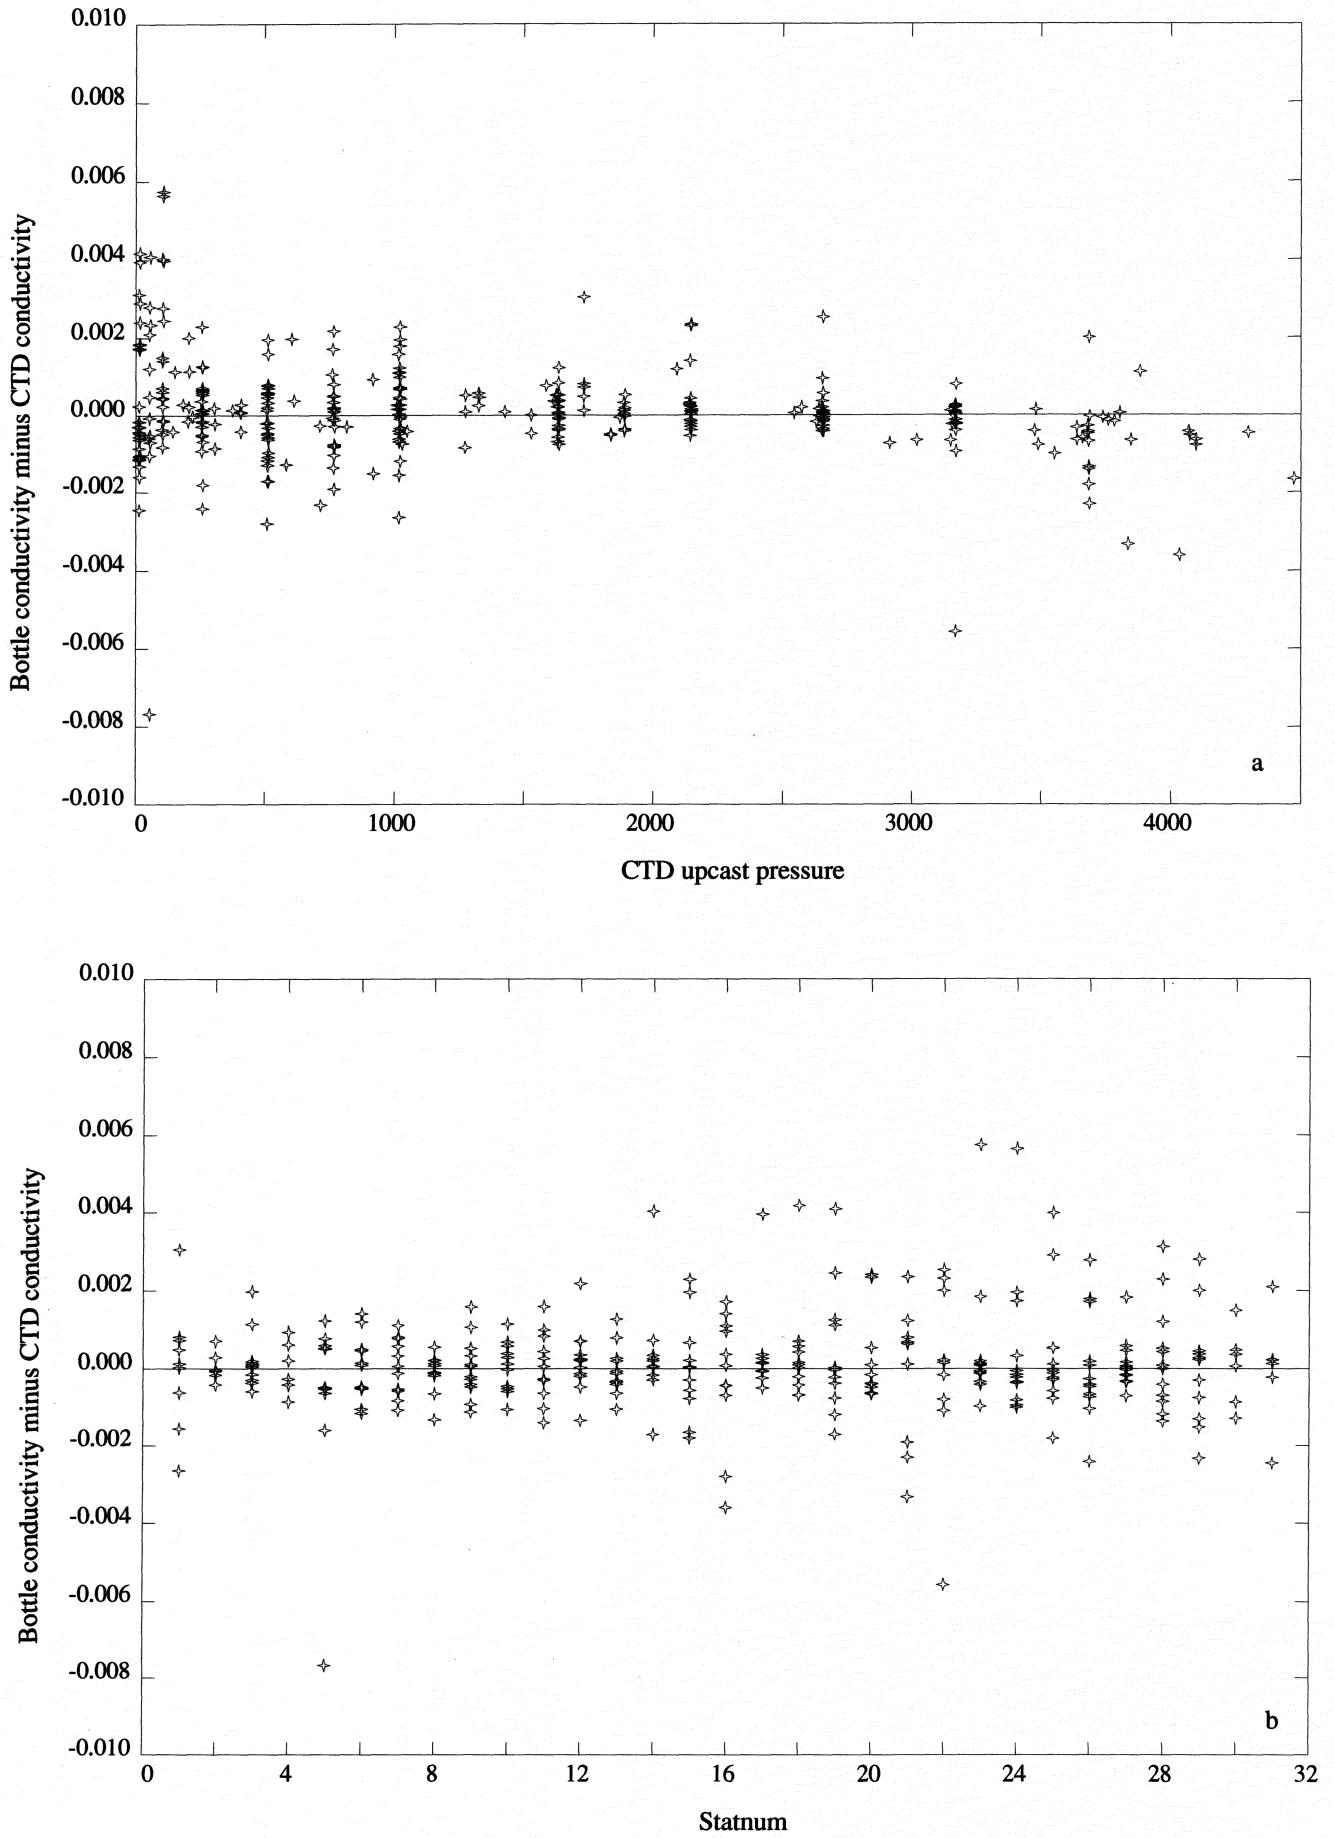 0.010
0.008
0.006
0.004
0.002
0.000
-0.002
-0.004
-0.006
-0.008
-0.010
Bottle conductivity minus CTD conductivity
a
0 1000 2000 3000 4000
CTD upcast pressure
0.010
0.008
0.006
0.004
0.002
0.000
-0.002
-0.004
-0.006
-0.008
-0.010
Bottle conductivity minus CTD conductivity
b
0 4 8 12 16 20 24 28 32
Statnum